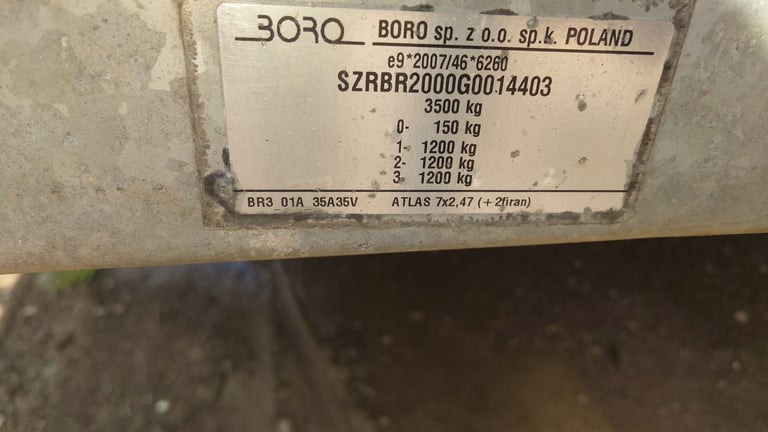 BORO BORO sp. z o.o. sp.k. POLAND
e9*2007/46*6260
SZRBR2000G0014403
3500 kg
0- 150 kg
1- 1200 kg
2- 1200 kg
3 1200 kg
BR3 01A 35A35V ATLAS 7x2,47 (+2firan)